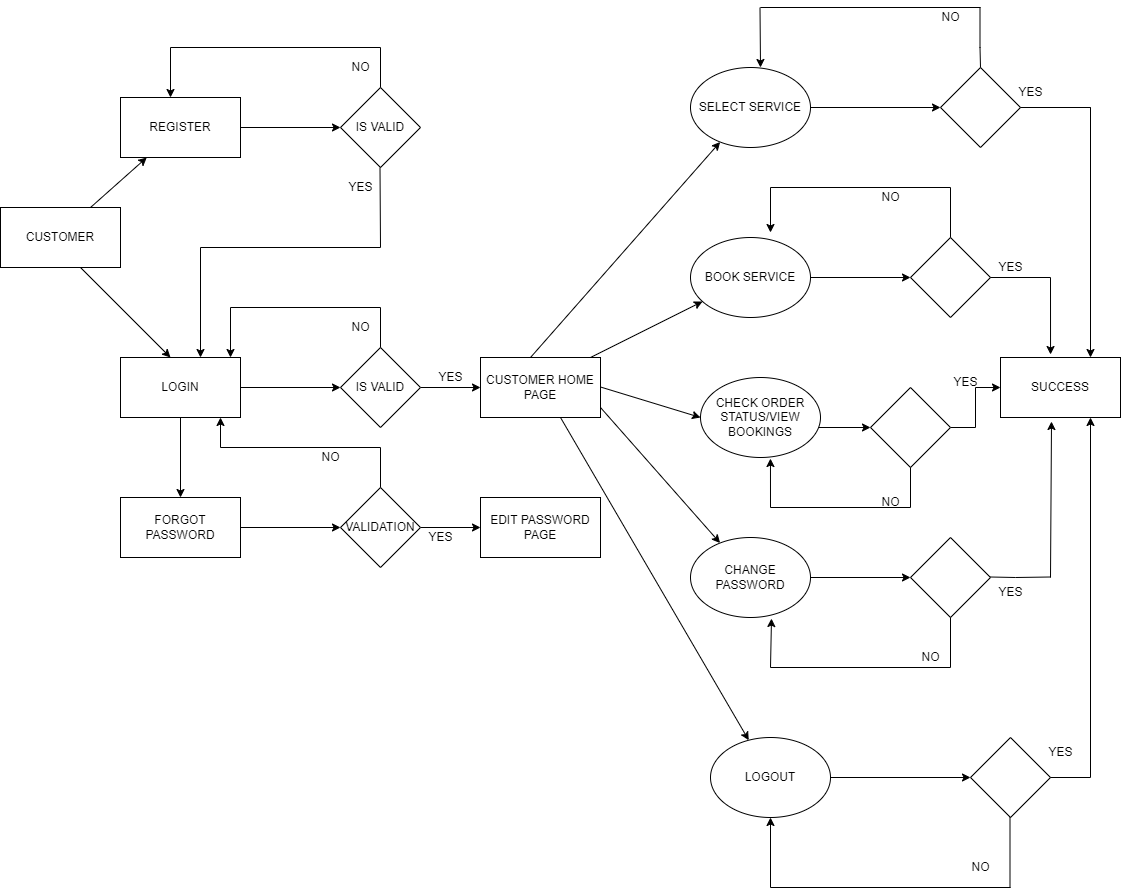 NO
SELECT SERVICE
YES
NO
REGISTER
IS VALID
YES
CUSTOMER
NO
BOOK SERVICE
YES
NO
LOGIN
IS VALID
YES
CUSTOMER HOME
PAGE
CHECK ORDER
STATUS/VIEW
BOOKINGS
YES
SUCCESS
NO
NO
FORGOT
PASSWORD
VALIDATION
YES
EDIT PASSWORD
PAGE
CHANGE
PASSWORD
YES
NO
LOGOUT
YES
NO